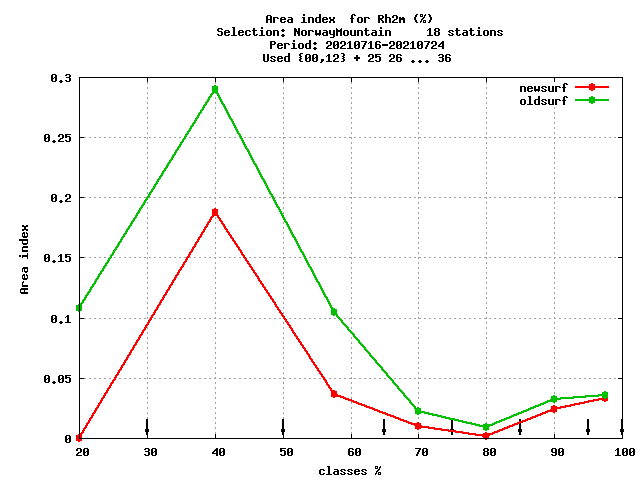 Area index  for Rh2m (%)
Selection: NorwayMountain     18 stations
Period: 20210716-20210724
Used {00,12} + 25 26 ... 36
newsurf
oldsurf
0.3
0.25
0.2
0.15
0.1
0.05
0
Area index
20 30 40 50 60 70 80 90 100
classes %